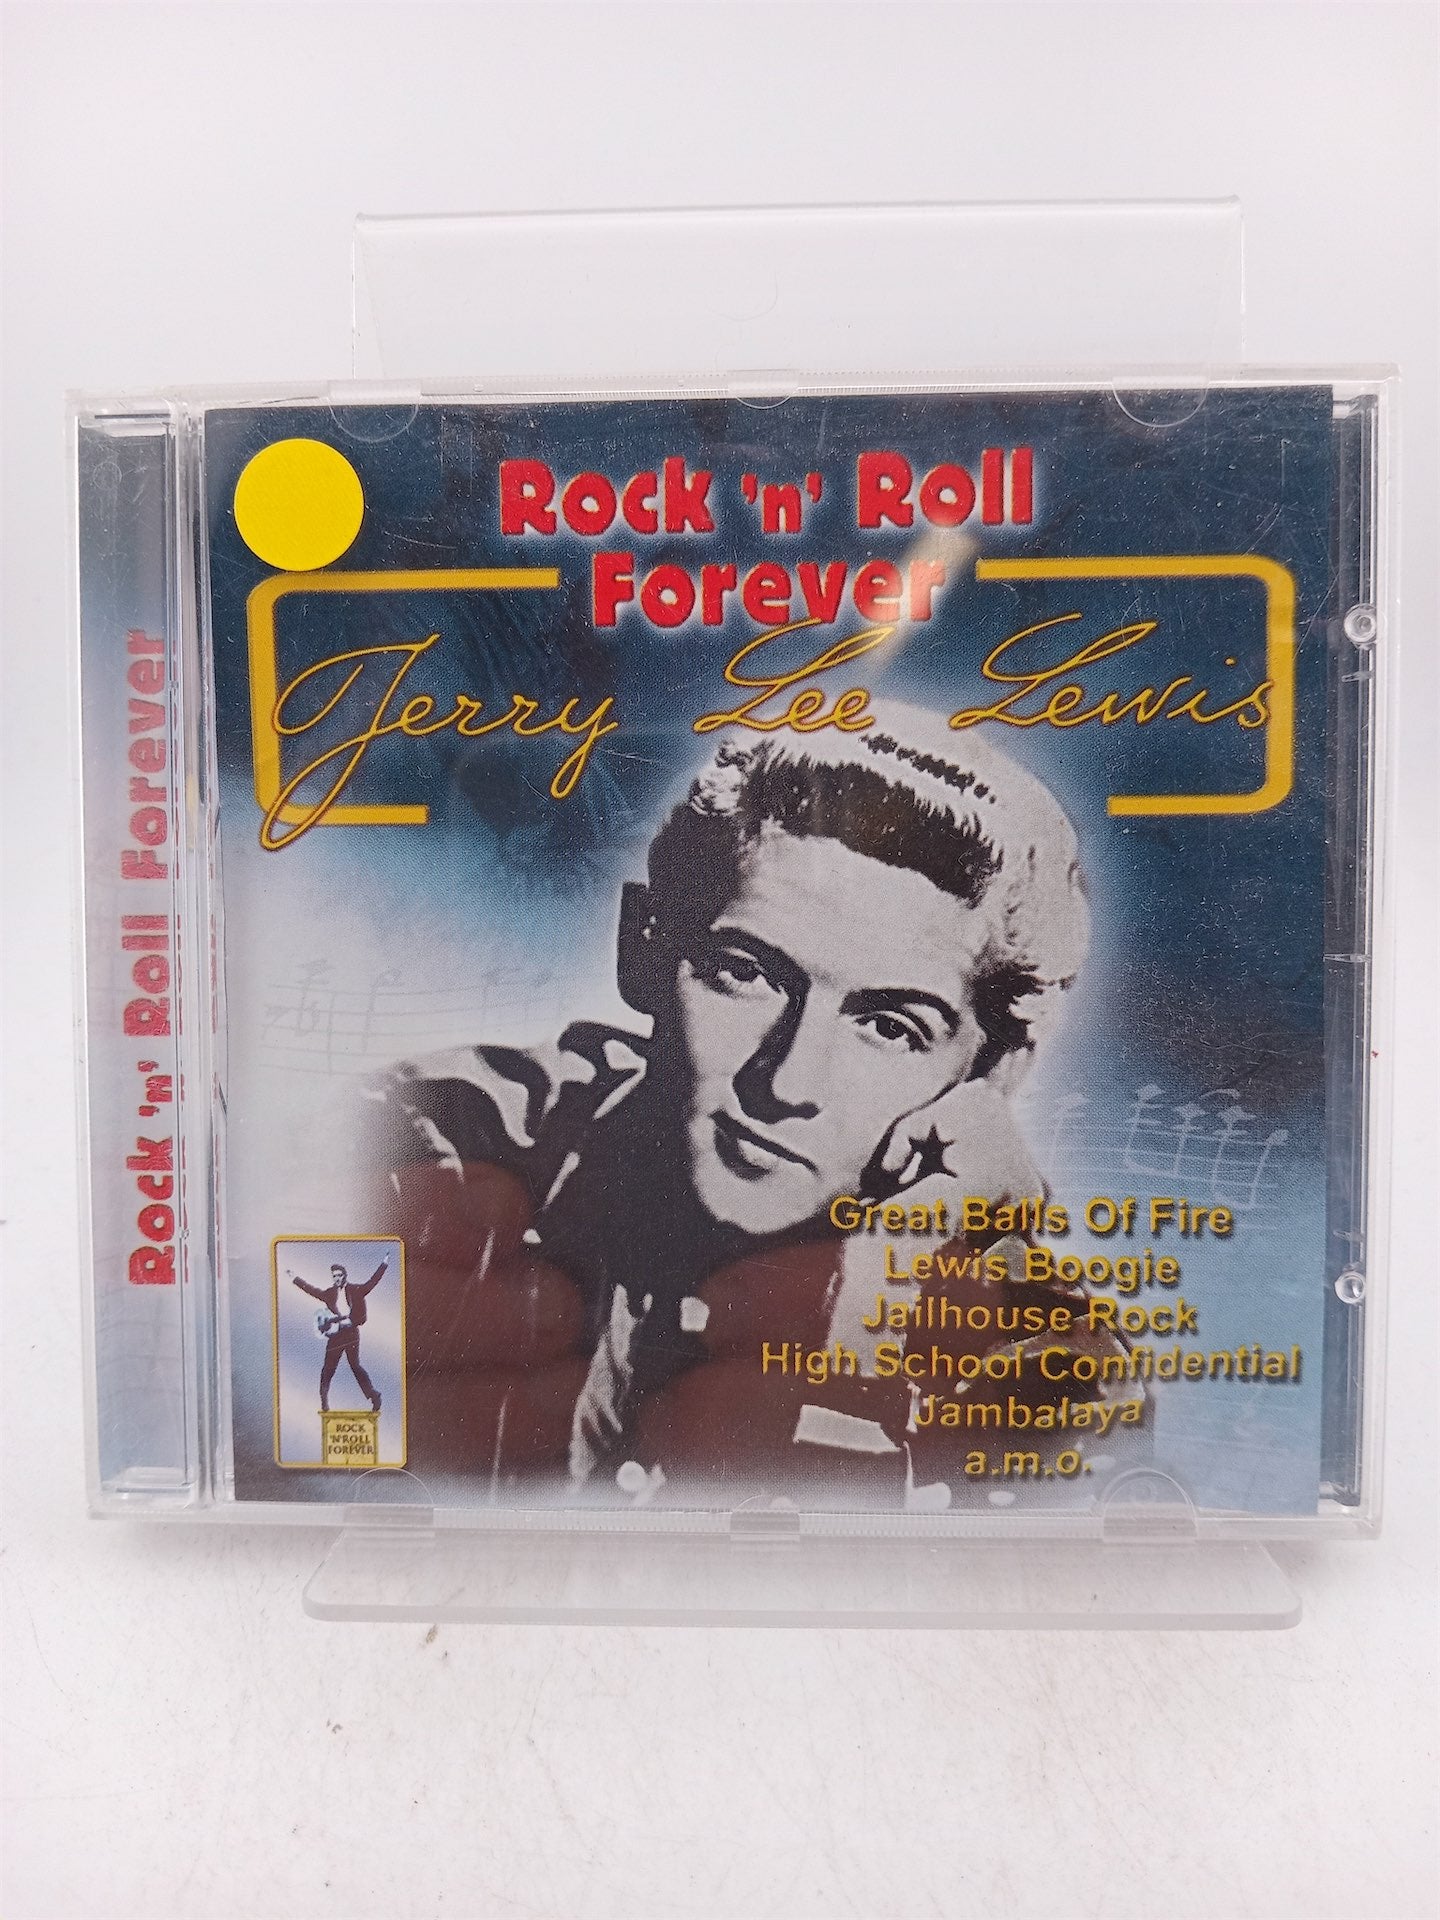 Rock 'n' Roll
Forever
Jerry Lee Lewis
Great Balls Of Fire
Lewis Boogie
Jailhouse Rock
High School Confidential
Jambalaya
a.m.o.
ROCK
'N'ROLL
FOREVER
Rock 'n' Roll Forever